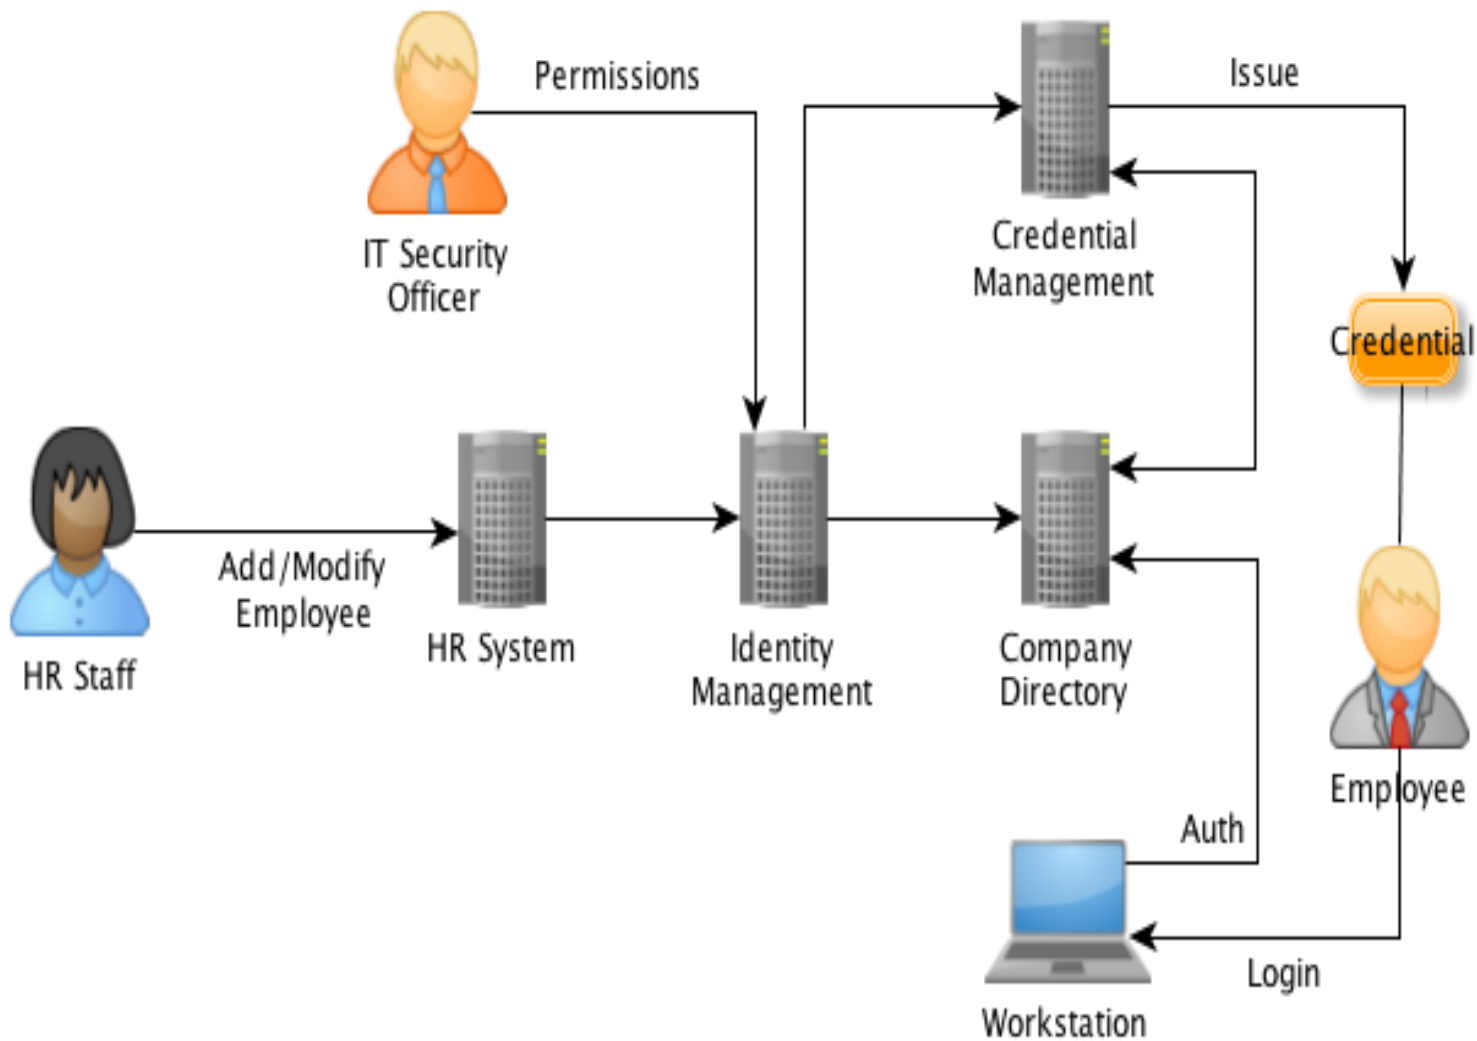 Permissions
Issue
IT Security
Officer
Credential
Management
Credential
Add/Modify
Employee
HR Staff
HR System
Identity
Management
Company
Directory
Employee
Auth
Login
Workstation